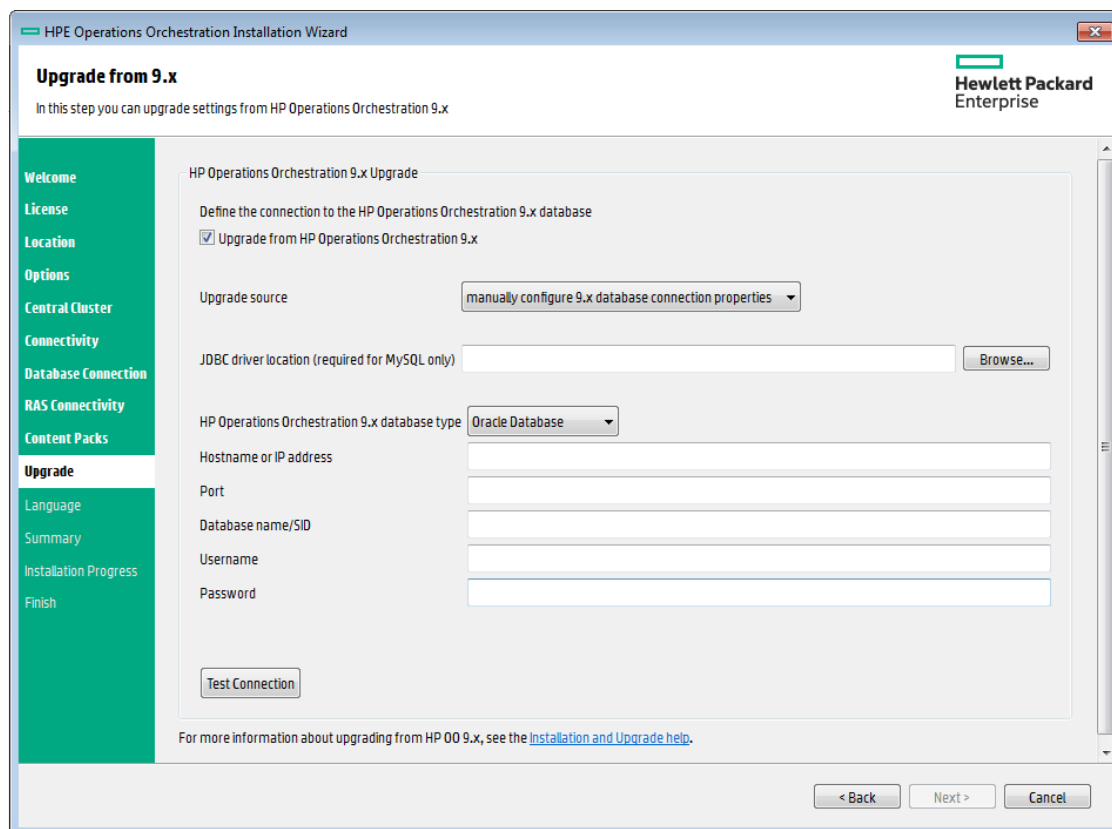 HPE Operations Orchestration Installation Wizard
Upgrade from 9.x
In this step you can upgrade settings from HP Operations Orchestration 9.x
Hewlett Packard
Enterprise
Welcome
License
Location
Options
Central Cluster
Connectivity
Database Connection
RAS Connectivity
Content Packs
Upgrade
Language
Summary
Installation Progress
Finish
HP Operations Orchestration 9.x Upgrade
Define the connection to the HP Operations Orchestration 9.x database
Upgrade from HP Operations Orchestration 9.x
Upgrade source manually configure 9.x database connection properties
JDBC driver location (required for MySQL only) Browse...
HP Operations Orchestration 9.x database type Oracle Database
Hostname or IP address
Port
Database name/SID
Username
Password
Test Connection
For more information about upgrading from HP OO 9.x, see the Installation and Upgrade help.
< Back Next > Cancel